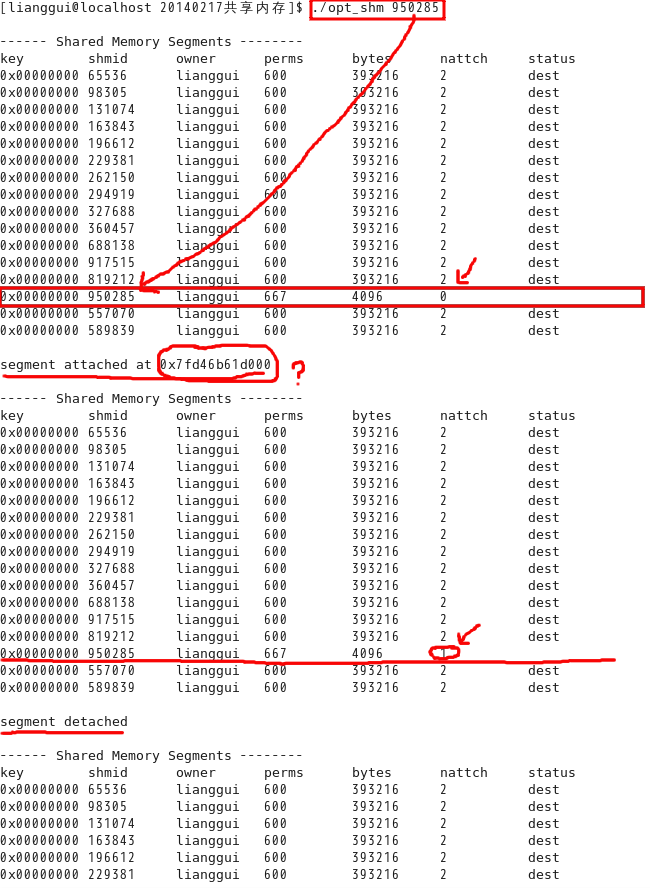 [lianggui@localhost 20140217共享内存]$ ./opt_shm 950285
------ Shared Memory Segments --------
key shmid owner perms bytes nattch status
0x00000000 65536 lianggui 600 393216 2 dest
0x00000000 98305 lianggui 600 393216 2 dest
0x00000000 131074 lianggui 600 393216 2 dest
0x00000000 163843 lianggui 600 393216 2 dest
0x00000000 196612 lianggui 600 393216 2 dest
0x00000000 229381 lianggui 600 393216 2 dest
0x00000000 262150 lianggui 600 393216 2 dest
0x00000000 294919 lianggui 600 393216 2 dest
0x00000000 327688 lianggui 600 393216 2 dest
0x00000000 360457 lianggui 600 393216 2 dest
0x00000000 688138 lianggui 600 393216 2 dest
0x00000000 917515 lianggui 600 393216 2 dest
0x00000000 819212 lianggui 600 393216 2 dest
0x00000000 950285 lianggui 667 4096 0
0x00000000 557070 lianggui 600 393216 2 dest
0x00000000 589839 lianggui 600 393216 2 dest
segment attached at 0x7fd46b61d000 ?
------ Shared Memory Segments --------
key shmid owner perms bytes nattch status
0x00000000 65536 lianggui 600 393216 2 dest
0x00000000 98305 lianggui 600 393216 2 dest
0x00000000 131074 lianggui 600 393216 2 dest
0x00000000 163843 lianggui 600 393216 2 dest
0x00000000 196612 lianggui 600 393216 2 dest
0x00000000 229381 lianggui 600 393216 2 dest
0x00000000 262150 lianggui 600 393216 2 dest
0x00000000 294919 lianggui 600 393216 2 dest
0x00000000 327688 lianggui 600 393216 2 dest
0x00000000 360457 lianggui 600 393216 2 dest
0x00000000 688138 lianggui 600 393216 2 dest
0x00000000 917515 lianggui 600 393216 2 dest
0x00000000 819212 lianggui 600 393216 2 dest
0x00000000 950285 lianggui 667 4096 1
0x00000000 557070 lianggui 600 393216 2 dest
0x00000000 589839 lianggui 600 393216 2 dest
segment detached
------ Shared Memory Segments --------
key shmid owner perms bytes nattch status
0x00000000 65536 lianggui 600 393216 2 dest
0x00000000 98305 lianggui 600 393216 2 dest
0x00000000 131074 lianggui 600 393216 2 dest
0x00000000 163843 lianggui 600 393216 2 dest
0x00000000 196612 lianggui 600 393216 2 dest
0x00000000 229381 lianggui 600 393216 2 dest